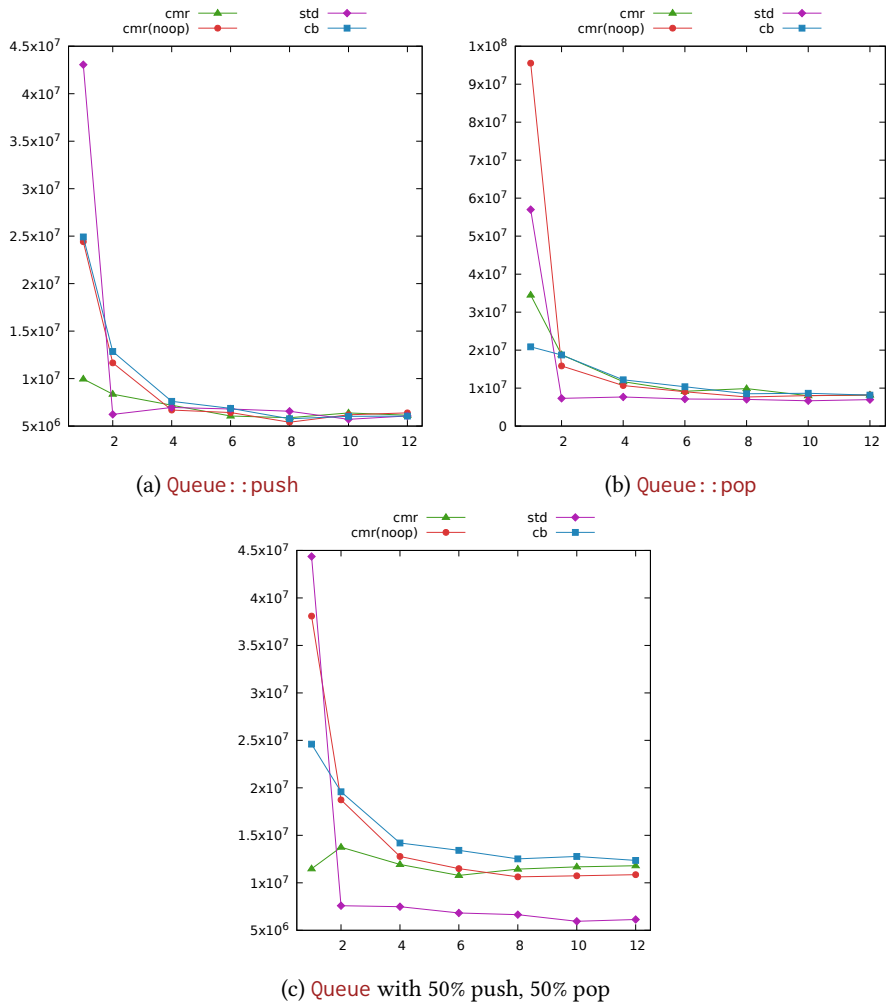 cmr std
cmr(noop) cb
4.5x10^7
4x10^7
3.5x10^7
3x10^7
2.5x10^7
2x10^7
1.5x10^7
1x10^7
5x10^6
2 4 6 8 10 12
(a) Queue::push
cmr std
cmr(noop) cb
1x10^8
9x10^7
8x10^7
7x10^7
6x10^7
5x10^7
4x10^7
3x10^7
2x10^7
1x10^7
0
2 4 6 8 10 12
(b) Queue::pop
cmr std
cmr(noop) cb
4.5x10^7
4x10^7
3.5x10^7
3x10^7
2.5x10^7
2x10^7
1.5x10^7
1x10^7
5x10^6
2 4 6 8 10 12
(c) Queue with 50% push, 50% pop